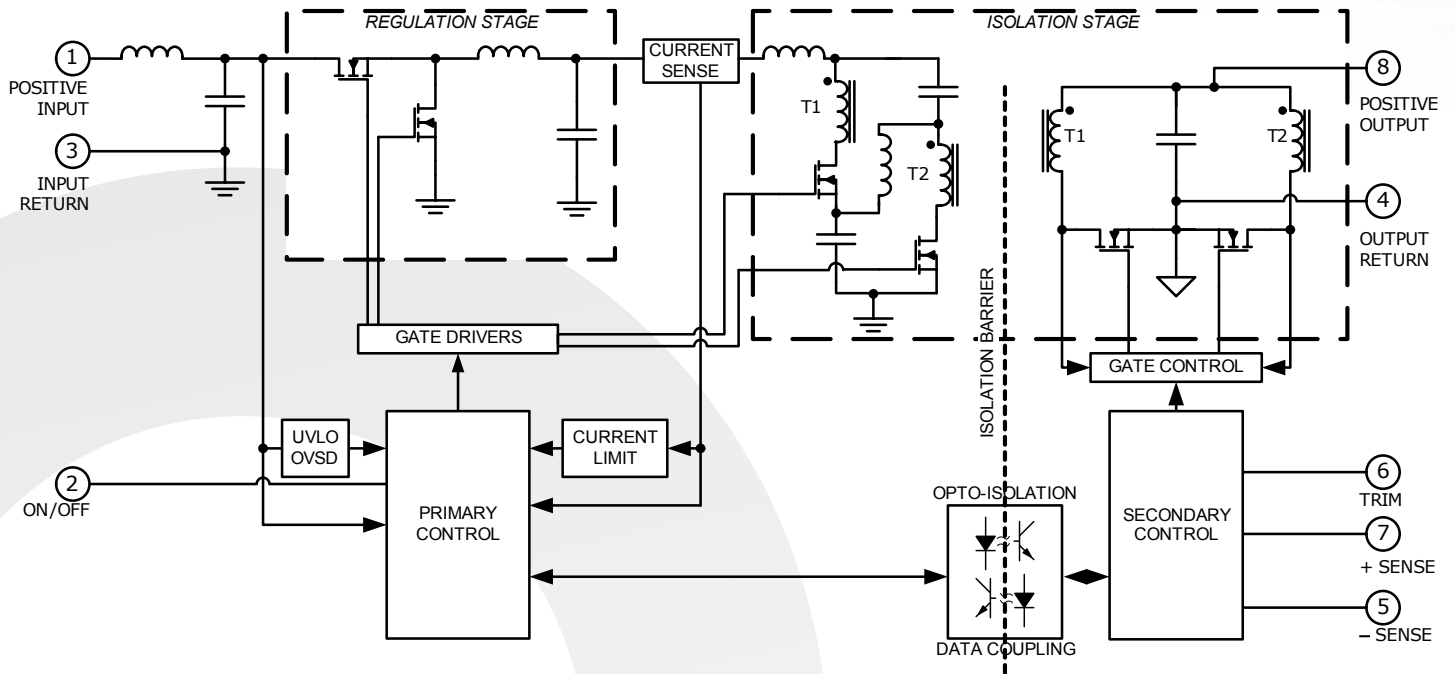 REGULATION STAGE
ISOLATION STAGE
1
POSITIVE
INPUT
3
INPUT
RETURN
CURRENT
SENSE
T1
T2
T1
T2
8
POSITIVE
OUTPUT
4
OUTPUT
RETURN
GATE DRIVERS
ISOLATION BARRIER
GATE CONTROL
UVLO
OVSD
CURRENT
LIMIT
2
ON/OFF
PRIMARY
CONTROL
OPTO-ISOLATION
DATA COUPLING
SECONDARY
CONTROL
6
TRIM
7
+ SENSE
5
– SENSE